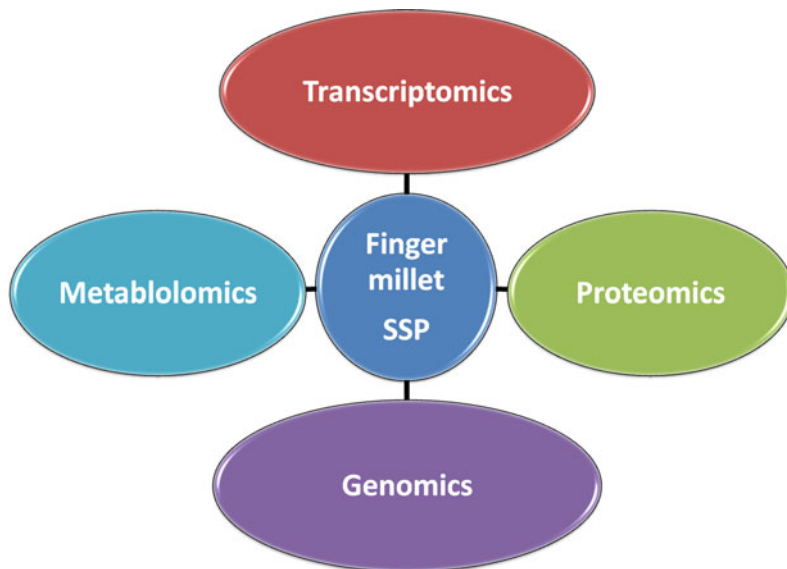 Transcriptomics
Finger
millet
SSP
Metablolomics
Proteomics
Genomics